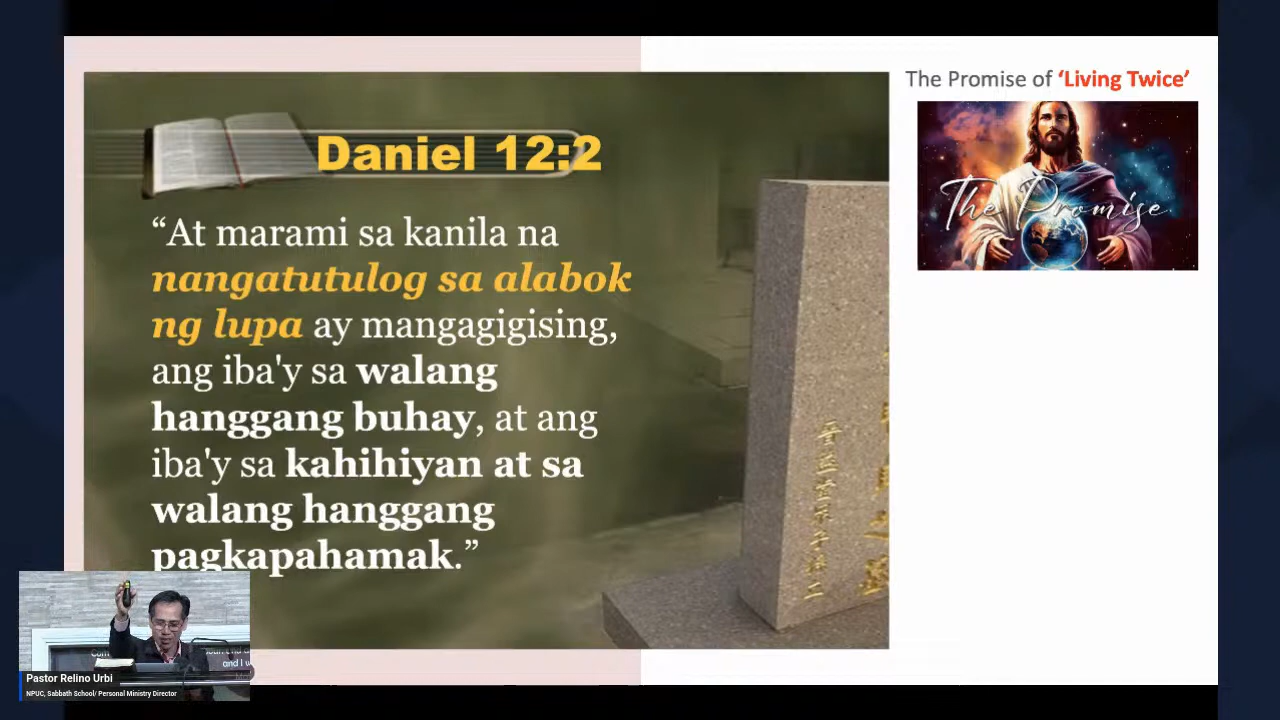 The Promise of ‘Living Twice’
The Promise
Daniel 12:2
“At marami sa kanila na
nangatutulog sa alabok
ng lupa ay mangagigising,
ang iba'y sa walang
hanggang buhay, at ang
iba'y sa kahihiyan at sa
walang hanggang
pagkapahamak.”
and I w
Pastor Relino Urbi
NPUC, Sabbath School/ Personal Ministry Director